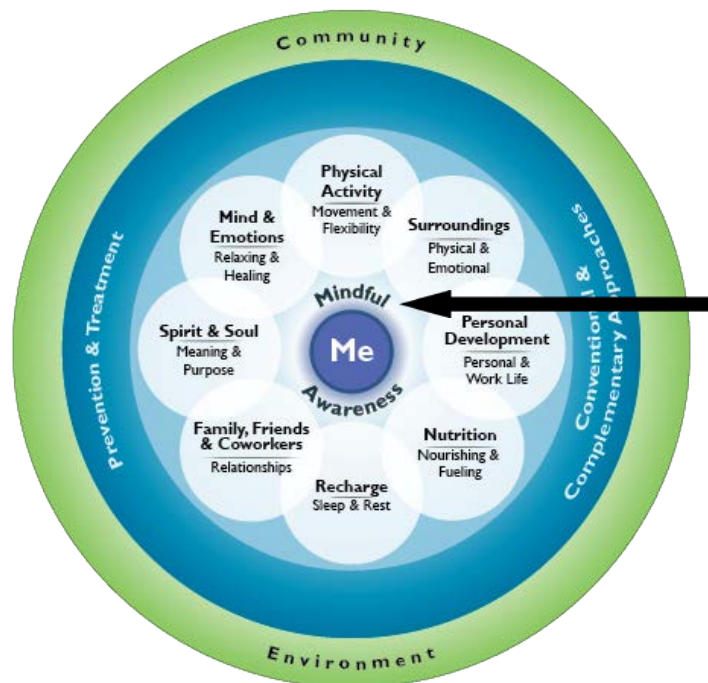 Community
Prevention & Treatment
Conventional &
Complementary Approaches
Physical
Activity
Movement &
Flexibility
Surroundings
Physical &
Emotional
Personal
Development
Personal &
Work Life
Nutrition
Nourishing &
Fueling
Recharge
Sleep & Rest
Family, Friends
& Coworkers
Relationships
Spirit & Soul
Meaning &
Purpose
Mind &
Emotions
Relaxing &
Healing
Mindful
Me
Awareness
Environment